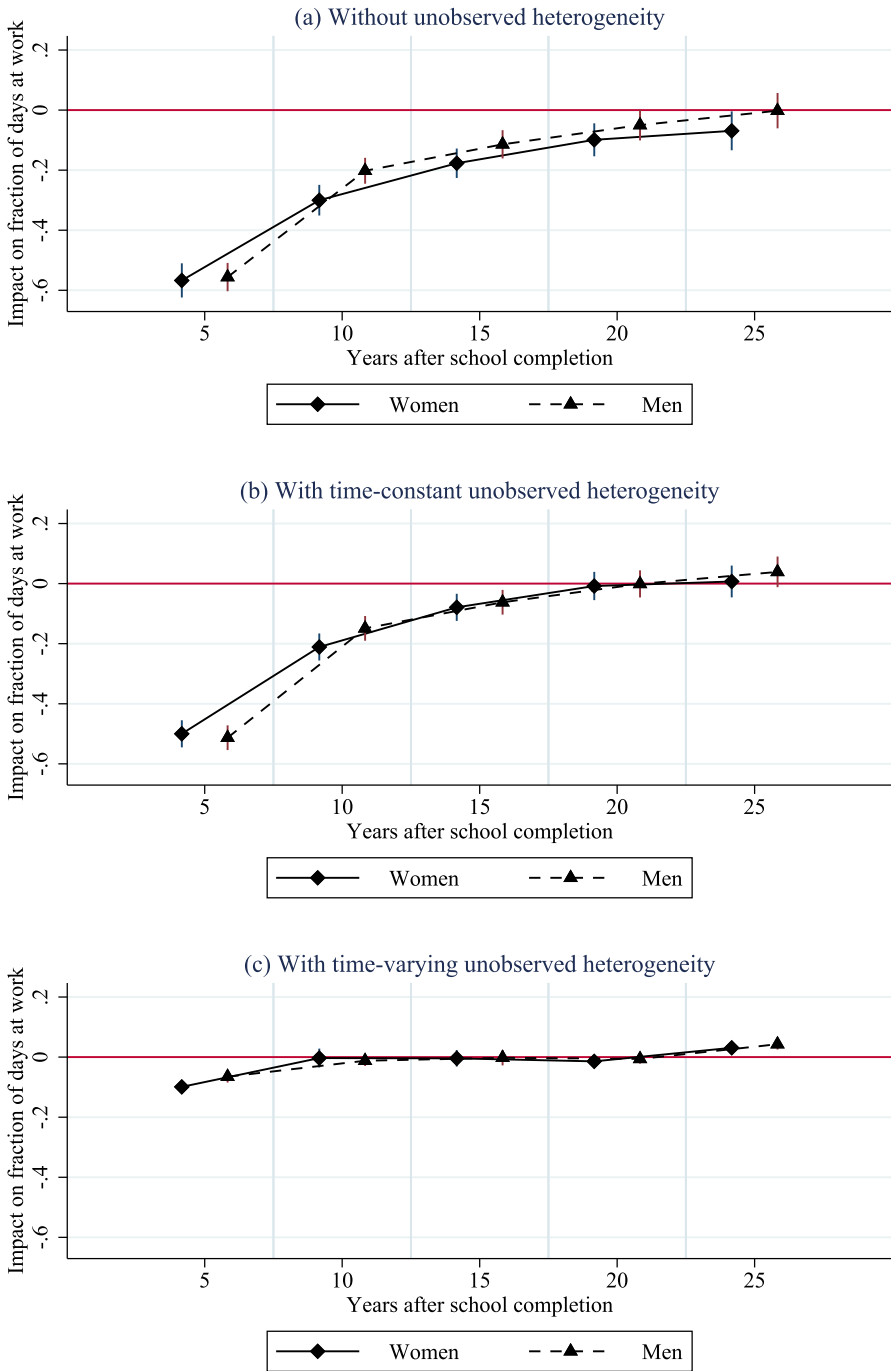 (a) Without unobserved heterogeneity
Impact on fraction of days at work
.2
0
-.2
-.4
-.6
5 10 15 20 25
Years after school completion
Women Men
(b) With time-constant unobserved heterogeneity
Impact on fraction of days at work
.2
0
-.2
-.4
-.6
5 10 15 20 25
Years after school completion
Women Men
(c) With time-varying unobserved heterogeneity
Impact on fraction of days at work
.2
0
-.2
-.4
-.6
5 10 15 20 25
Years after school completion
Women Men